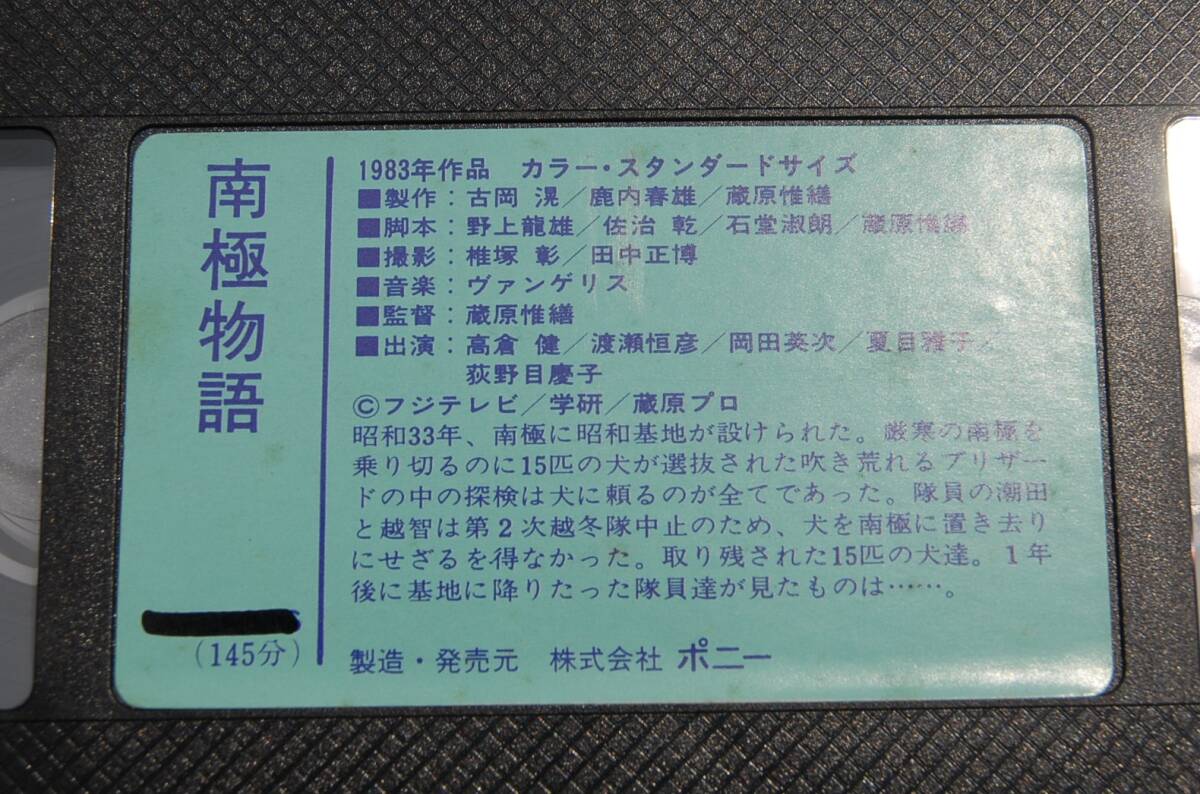 南極物語
(145分)
1983年作品 カラー・スタンダードサイズ
■製作：古岡 滉／鹿内春雄／蔵原惟繕
■脚本：野上龍雄／佐治 乾／石堂淑朗／蔵原惟繕
■撮影：椎塚 彰／田中正博
■音楽：ヴァンゲリス
■監督：蔵原惟繕
■出演：高倉 健／渡瀬恒彦／岡田英次／夏目雅子／
荻野目慶子
©フジテレビ／学研／蔵原プロ
昭和33年、南極に昭和基地が設けられた。厳寒の南極を
乗り切るのに15匹の犬が選抜された吹き荒れるブリザー
ドの中の探検は犬に頼るのが全てであった。隊員の潮田
と越智は第2次越冬隊中止のため、犬を南極に置き去り
にせざるを得なかった。取り残された15匹の犬達。1年
後に基地に降りたった隊員達が見たものは……。
製造・発売元 株式会社 ポニー